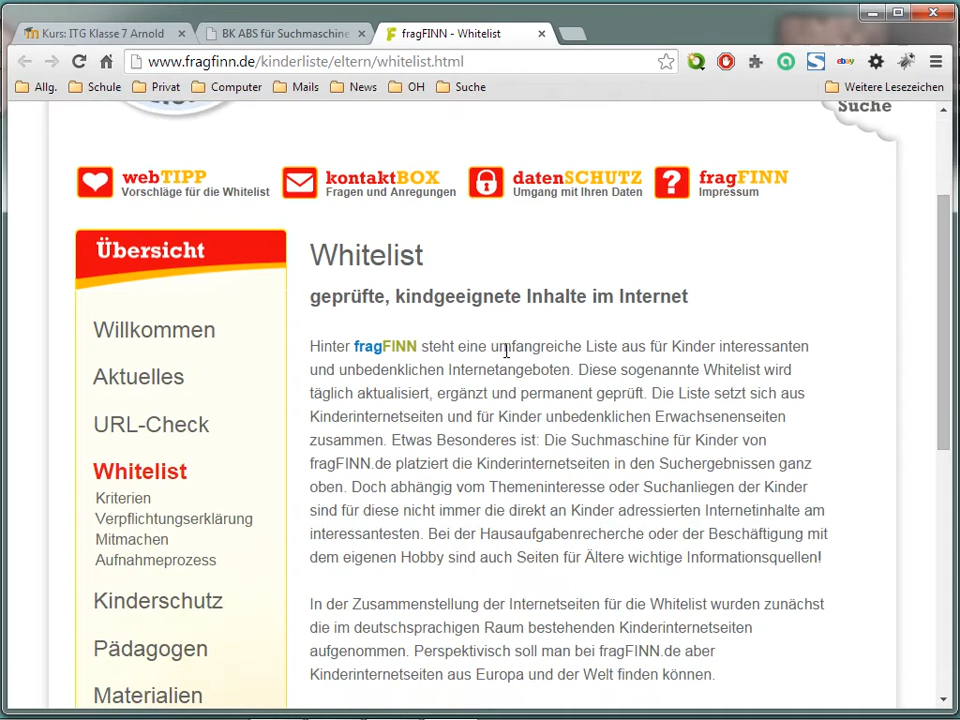 Kurs: ITG Klasse 7 Arnold
BK ABS für Suchmaschine
fragFINN - Whitelist
www.fragfinn.de/kinderliste/eltern/whitelist.html
Allg. Schule Privat Computer Mails News OH Suche Weitere Lesezeichen
ebay
Suche
webTIPP
Vorschläge für die Whitelist
kontaktBOX
Fragen und Anregungen
datenSCHUTZ
Umgang mit Ihren Daten
fragFINN
Impressum
Übersicht
Willkommen
Aktuelles
URL-Check
Whitelist
Kriterien
Verpflichtungserklärung
Mitmachen
Aufnahmeprozess
Kinderschutz
Pädagogen
Materialien
Whitelist
geprüfte, kindgeeignete Inhalte im Internet
Hinter fragFINN steht eine umfangreiche Liste aus für Kinder interessanten
und unbedenklichen Internetangeboten. Diese sogenannte Whitelist wird
täglich aktualisiert, ergänzt und permanent geprüft. Die Liste setzt sich aus
Kinderinternetseiten und für Kinder unbedenklichen Erwachsenenseiten
zusammen. Etwas Besonderes ist: Die Suchmaschine für Kinder von
fragFINN.de platziert die Kinderinternetseiten in den Suchergebnissen ganz
oben. Doch abhängig vom Themeninteresse oder Suchanliegen der Kinder
sind für diese nicht immer die direkt an Kinder adressierten Internetinhalte am
interessantesten. Bei der Hausaufgabenrecherche oder der Beschäftigung mit
dem eigenen Hobby sind auch Seiten für Ältere wichtige Informationsquellen!
In der Zusammenstellung der Internetseiten für die Whitelist wurden zunächst
die im deutschsprachigen Raum bestehenden Kinderinternetseiten
aufgenommen. Perspektivisch soll man bei fragFINN.de aber
Kinderinternetseiten aus Europa und der Welt finden können.